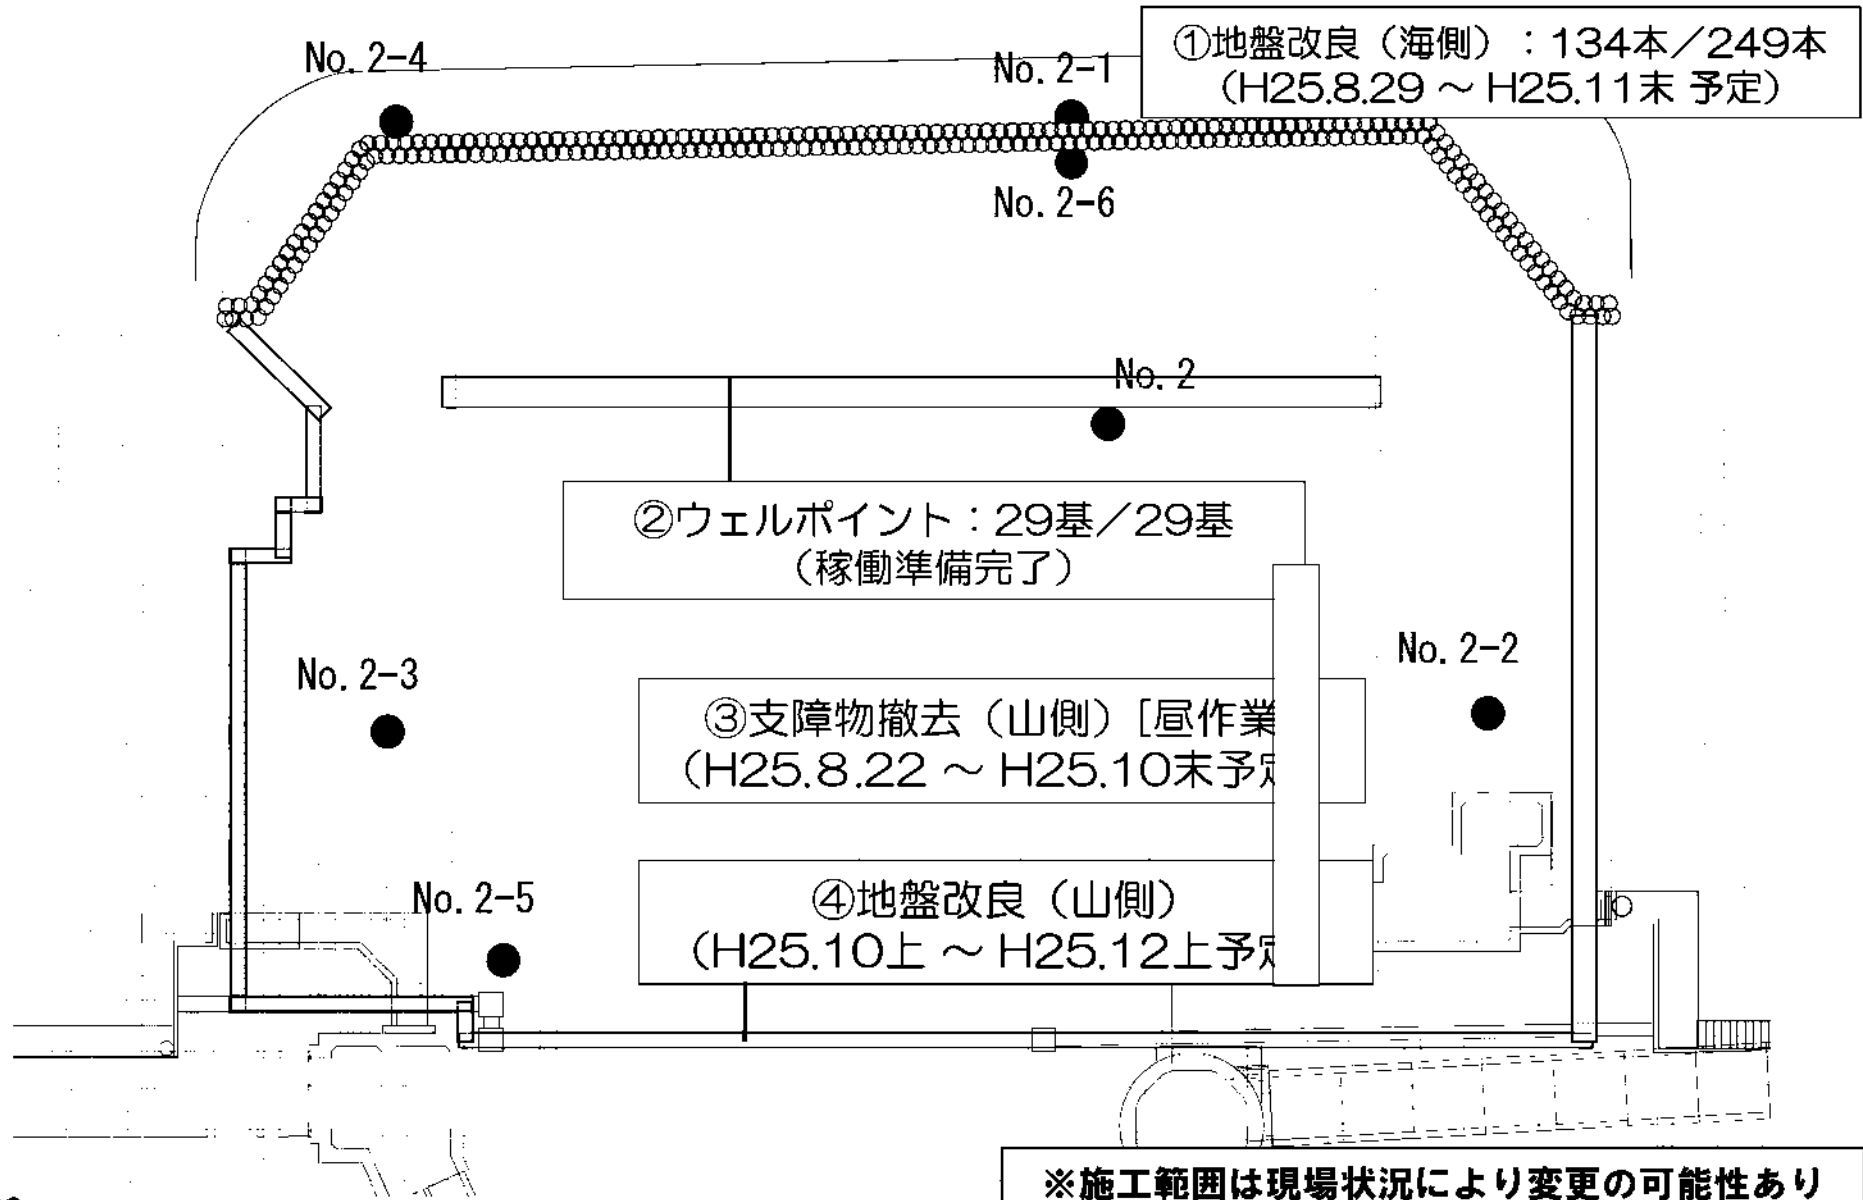 No. 2-4
No. 2-1
①地盤改良（海側）：134本／249本
（H25.8.29 ～ H25.11末 予定）
No. 2-6
No. 2
②ウェルポイント：29基／29基
（稼働準備完了）
No. 2-2
No. 2-3
③支障物撤去（山側）[昼作業
（H25.8.22 ～ H25.10末予定
No. 2-5
④地盤改良（山側）
（H25.10上 ～ H25.12上予定
※施工範囲は現場状況により変更の可能性あり